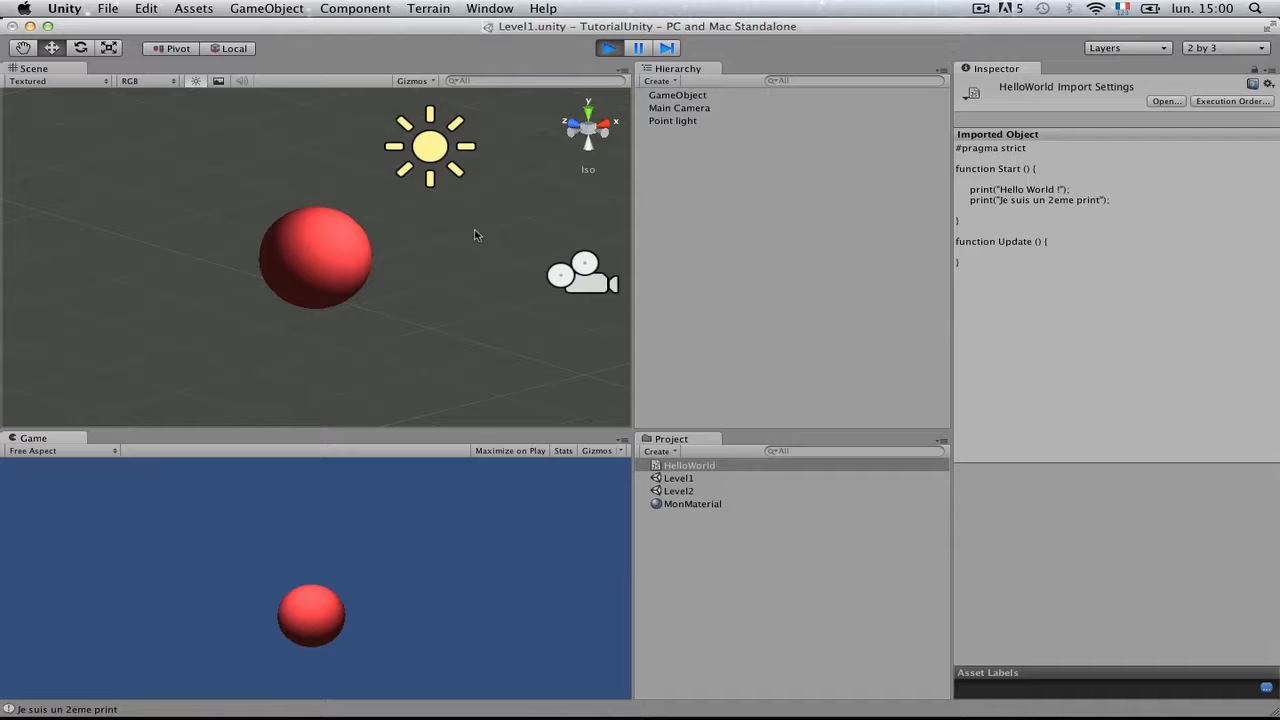 Unity File Edit Assets GameObject Component Terrain Window Help 5 lun. 15:00
Level1.unity – TutorialUnity – PC and Mac Standalone
Pivot Local Layers 2 by 3
Scene Hierarchy Inspector
Textured RGB Gizmos All Create All
HelloWorld Import Settings
Open... Execution Order...
GameObject
Main Camera
Point light
y
z x
Iso
Imported Object
#pragma strict
function Start () {
print("Hello World !");
print("Je suis un 2eme print");
}
function Update () {
}
Game Project
Free Aspect Maximize on Play Stats Gizmos Create All
HelloWorld
Level1
Level2
MonMaterial
Asset Labels
Je suis un 2eme print